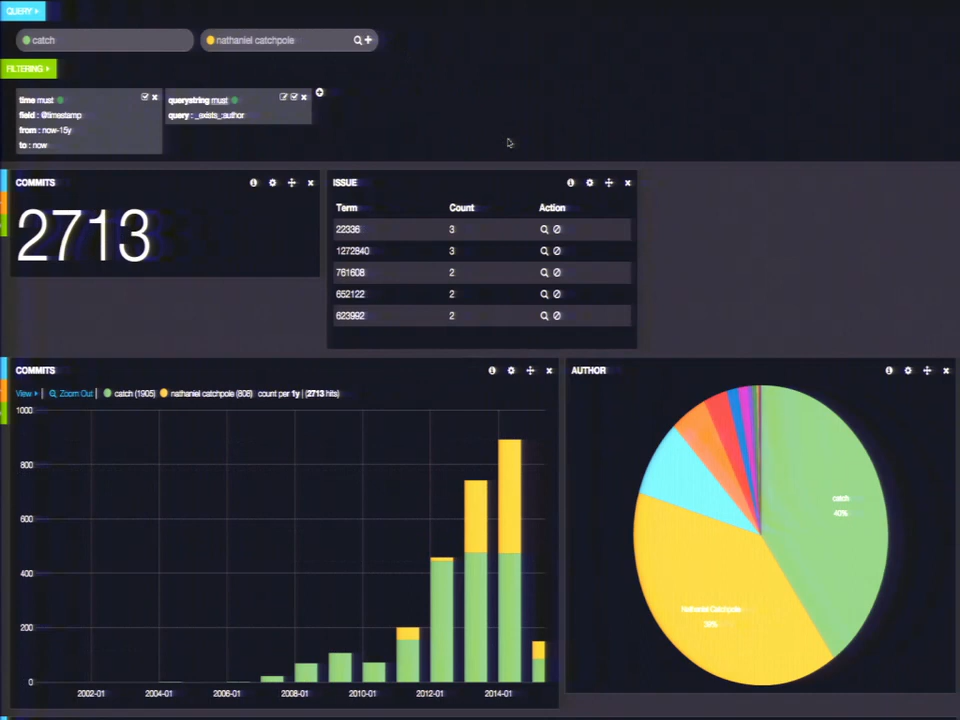 QUERY
catch
nathaniel catchpole
FILTERING
time must
field : @timestamp
from : now-15y
to : now
querystring must
query : _exists_:author
COMMITS
2713
ISSUE
Term Count Action
22336 3
1272840 3
761608 2
652122 2
623992 2
COMMITS
View | Zoom Out | catch (1905) nathaniel catchpole (808) count per 1y | (2713 hits)
1000
800
600
400
200
0
2002-01 2004-01 2006-01 2008-01 2010-01 2012-01 2014-01
AUTHOR
catch
40%
Nathaniel Catchpole
39%